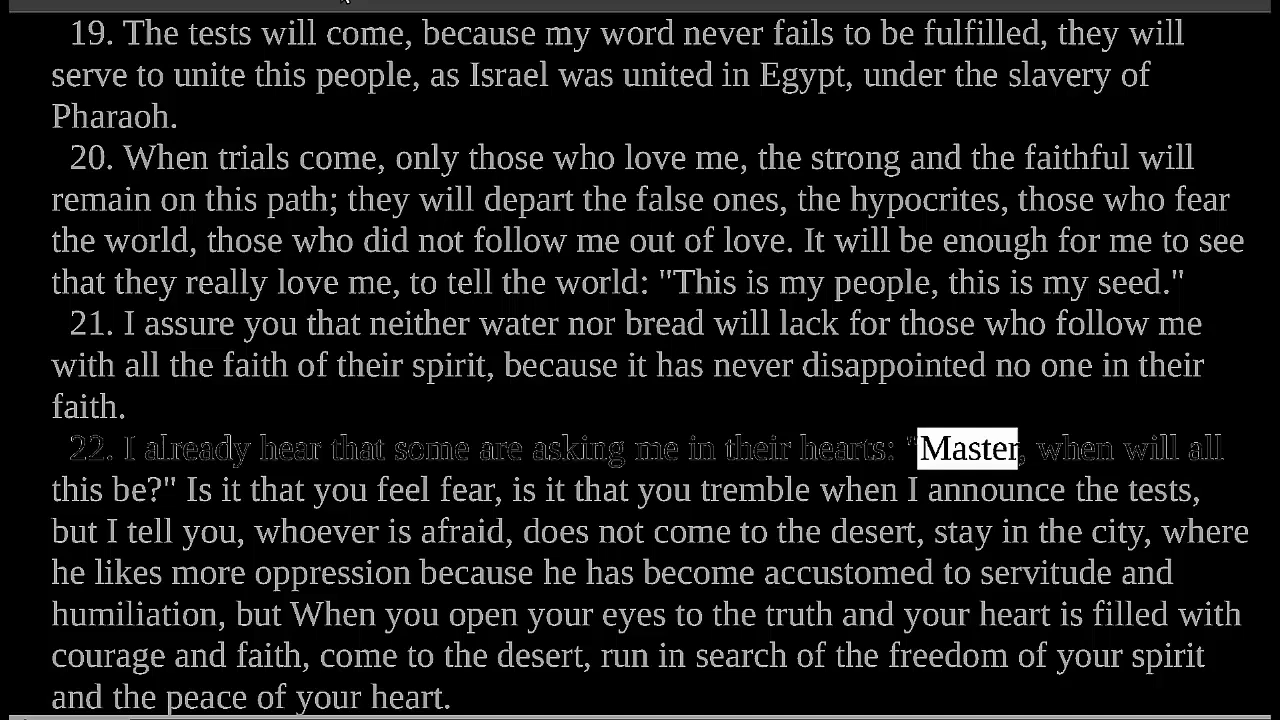 19. The tests will come, because my word never fails to be fulfilled, they will
serve to unite this people, as Israel was united in Egypt, under the slavery of
Pharaoh.
20. When trials come, only those who love me, the strong and the faithful will
remain on this path; they will depart the false ones, the hypocrites, those who fear
the world, those who did not follow me out of love. It will be enough for me to see
that they really love me, to tell the world: "This is my people, this is my seed."
21. I assure you that neither water nor bread will lack for those who follow me
with all the faith of their spirit, because it has never disappointed no one in their
faith.
22. I already hear that some are asking me in their hearts: "Master, when will all
this be?" Is it that you feel fear, is it that you tremble when I announce the tests,
but I tell you, whoever is afraid, does not come to the desert, stay in the city, where
he likes more oppression because he has become accustomed to servitude and
humiliation, but When you open your eyes to the truth and your heart is filled with
courage and faith, come to the desert, run in search of the freedom of your spirit
and the peace of your heart.